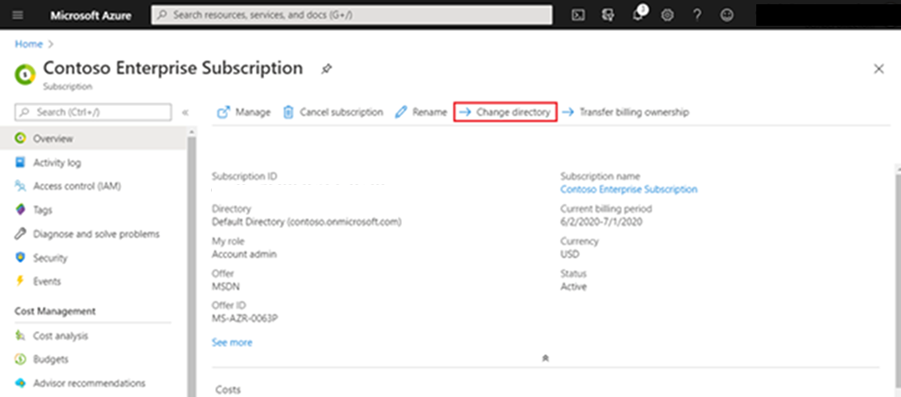 Microsoft Azure
Search resources, services, and docs (G+/)
3
Home
Contoso Enterprise Subscription
Subscription
Search (Ctrl+/)
Manage
Cancel subscription
Rename
Change directory
Transfer billing ownership
Overview
Activity log
Access control (IAM)
Tags
Diagnose and solve problems
Security
Events
Cost Management
Cost analysis
Budgets
Advisor recommendations
Subscription ID
Directory
Default Directory (contoso.onmicrosoft.com)
My role
Account admin
Offer
MSDN
Offer ID
MS-AZR-0063P
See more
Subscription name
Contoso Enterprise Subscription
Current billing period
6/2/2020-7/1/2020
Currency
USD
Status
Active
Costs